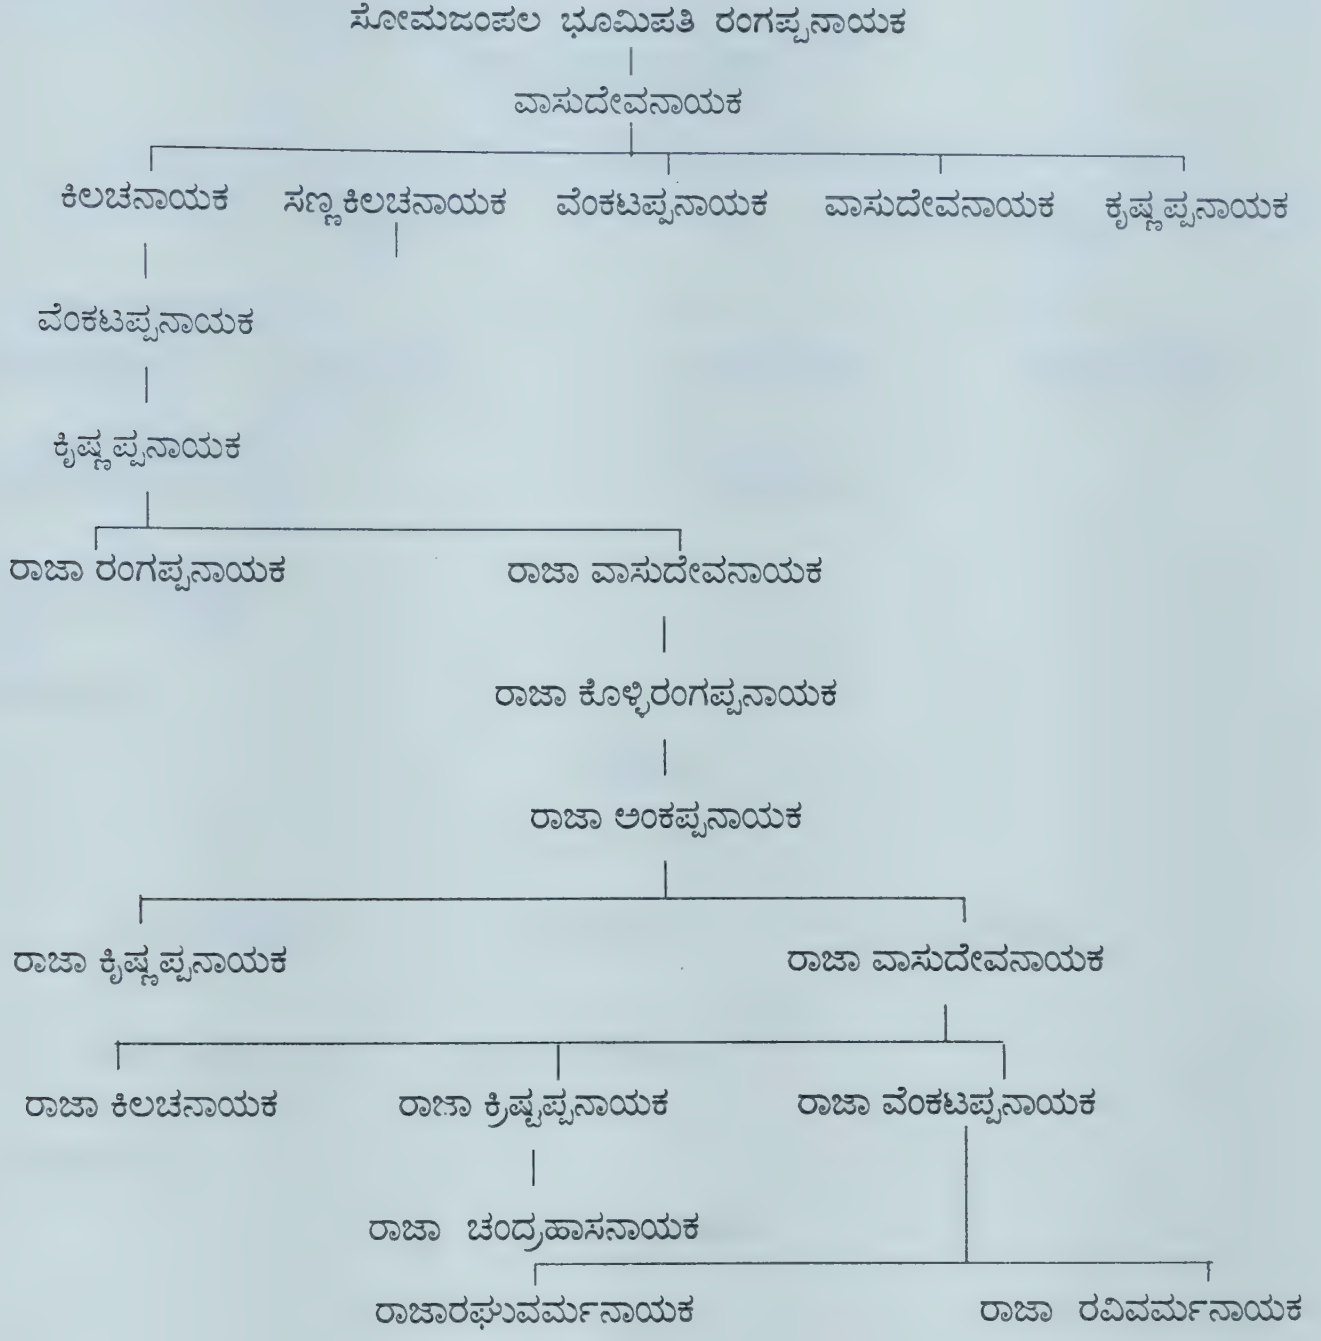 ಸೋಮಜಂಪಲ ಭೂಮಿಪತಿ ರಂಗಪ್ಪನಾಯಕ
ವಾಸುದೇವನಾಯಕ
ಕಿಲಚನಾಯಕ ಸಣ್ಣಕಿಲಚನಾಯಕ ವೆಂಕಟಪ್ಪನಾಯಕ ವಾಸುದೇವನಾಯಕ ಕೃಷ್ಣಪ್ಪನಾಯಕ
ವೆಂಕಟಪ್ಪನಾಯಕ
ಕೃಷ್ಣಪ್ಪನಾಯಕ
ರಾಜಾ ರಂಗಪ್ಪನಾಯಕ ರಾಜಾ ವಾಸುದೇವನಾಯಕ
ರಾಜಾ ಕೊಳ್ಳಿರಂಗಪ್ಪನಾಯಕ
ರಾಜಾ ಅಂಕಪ್ಪನಾಯಕ
ರಾಜಾ ಕೃಷ್ಣಪ್ಪನಾಯಕ ರಾಜಾ ವಾಸುದೇವನಾಯಕ
ರಾಜಾ ಕಿಲಚನಾಯಕ ರಾಜಾ ಕ್ರಿಷ್ಟಪ್ಪನಾಯಕ ರಾಜಾ ವೆಂಕಟಪ್ಪನಾಯಕ
ರಾಜಾ ಚಂದ್ರಹಾಸನಾಯಕ
ರಾಜಾರಘುವರ್ಮನಾಯಕ ರಾಜಾ ರವಿವರ್ಮನಾಯಕ